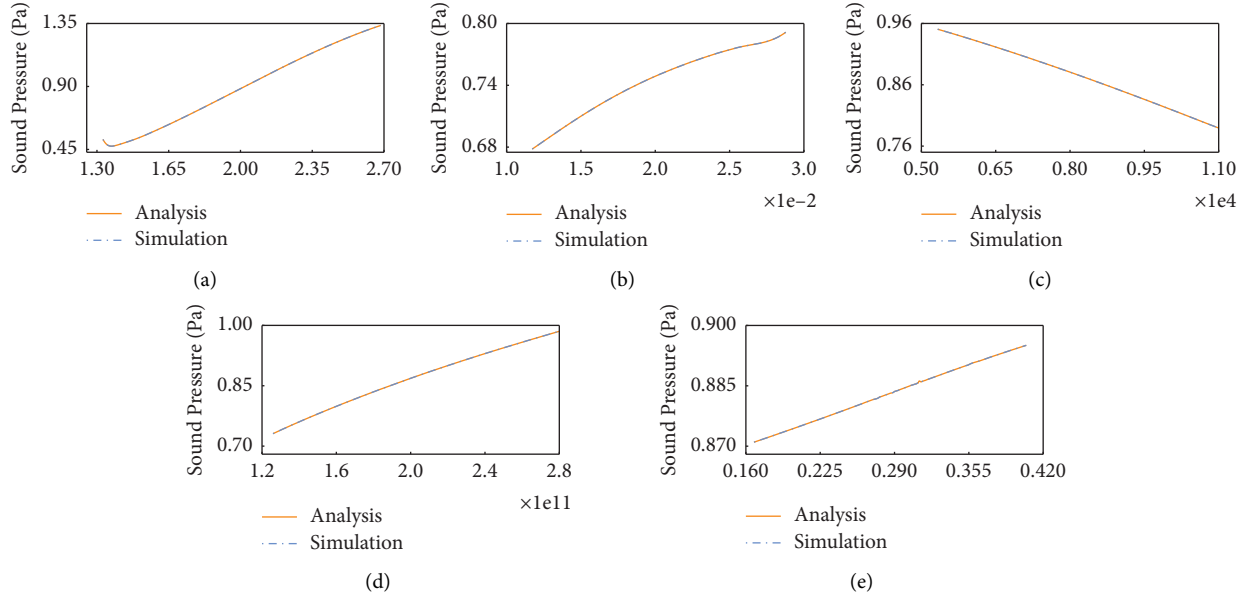 Sound Pressure (Pa)
1.35
0.90
0.45
1.30 1.65 2.00 2.35 2.70
Analysis
Simulation
(a)
Sound Pressure (Pa)
0.80
0.74
0.68
1.0 1.5 2.0 2.5 3.0
×1e–2
Analysis
Simulation
(b)
Sound Pressure (Pa)
0.96
0.86
0.76
5.0 0.65 8.0 0.95 1.10
×1e4
Analysis
Simulation
(c)
Sound Pressure (Pa)
1.00
0.85
0.70
1.2 1.6 2.0 2.4 2.8
×1e11
Analysis
Simulation
(d)
Sound Pressure (Pa)
0.900
0.885
0.870
0.160 0.225 0.290 0.355 0.420
Analysis
Simulation
(e)